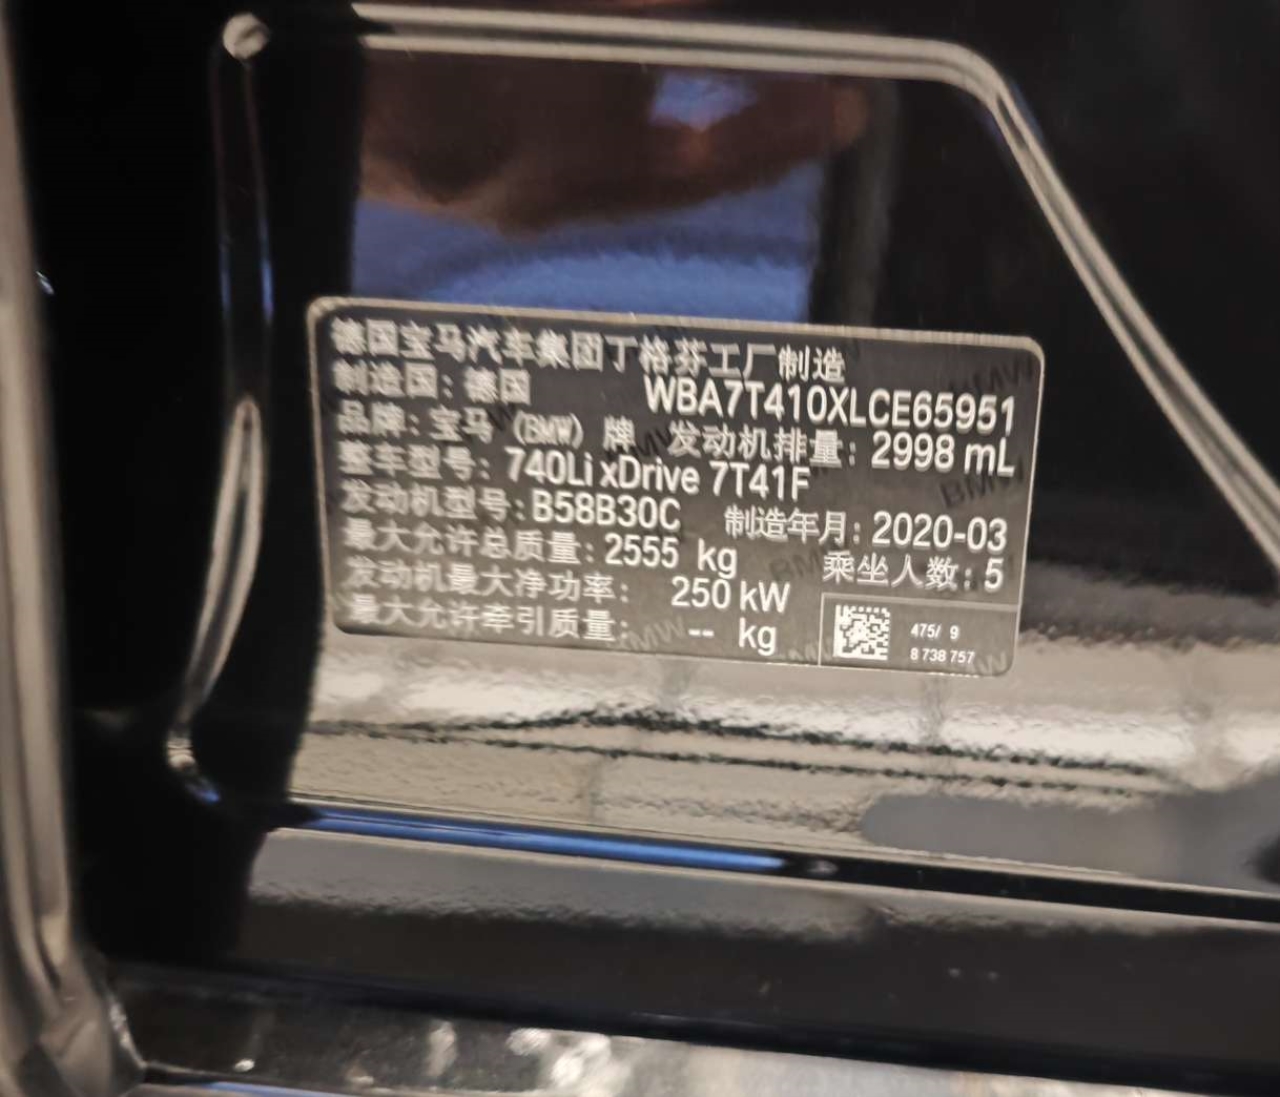 德国宝马汽车集团丁格芬工厂制造
制造国：德国 WBA7T410XLCE65951
品牌：宝马（BMW）牌 发动机排量：2998 mL
整车型号：740Li xDrive 7T41F
发动机型号：B58B30C 制造年月：2020-03
最大允许总质量：2555 kg 乘坐人数：5
发动机最大净功率： 250 kW
最大允许牵引质量： -- kg
475/ 9
8 738 757